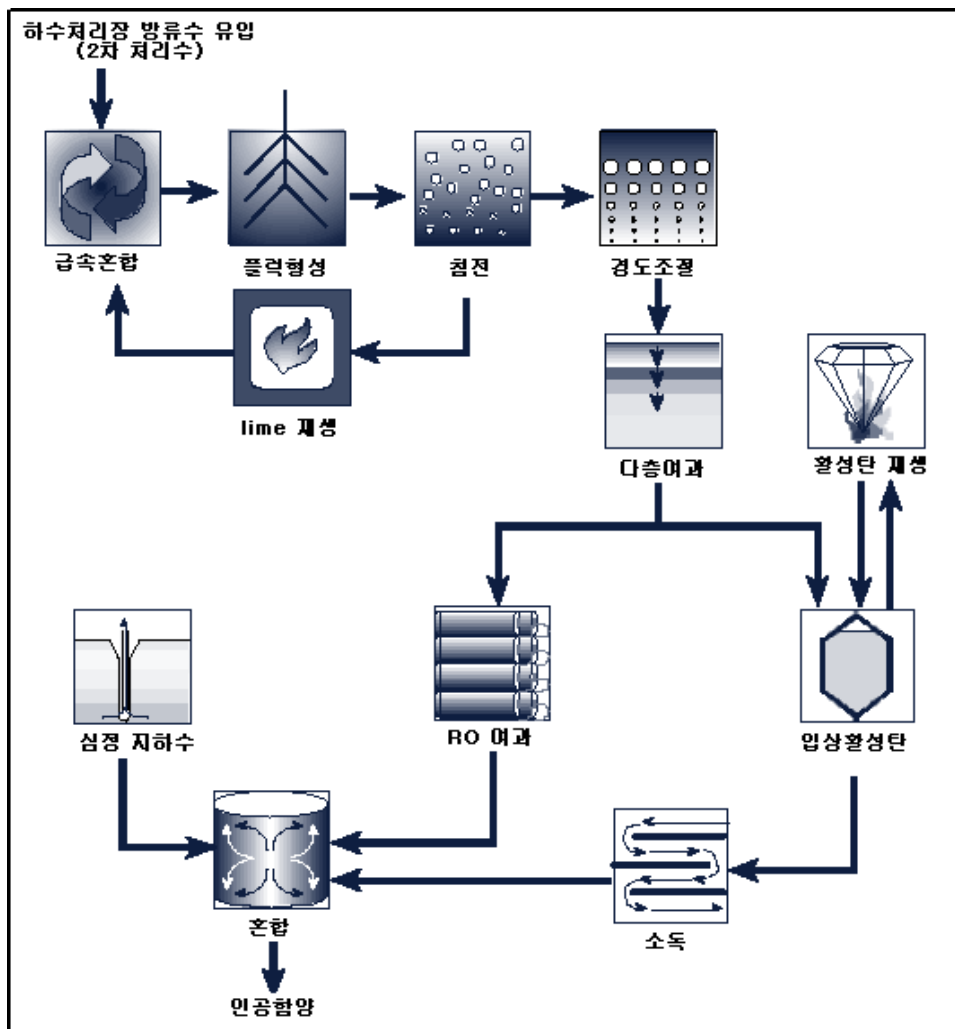 하수처리장 방류수 유입
(2차 처리수)
급속혼합
플럭형성
침전
경도조절
lime 재생
다층여과
활성탄 재생
심정 지하수
RO 여과
입상활성탄
혼합
소독
인공함양